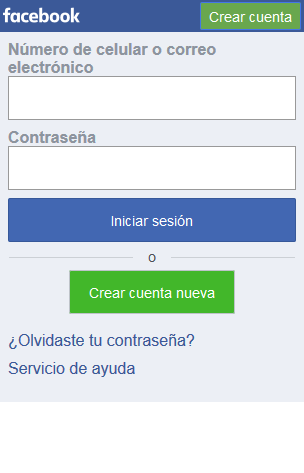 facebook
Crear cuenta
Número de celular o correo
electrónico
Contraseña
Iniciar sesión
o
Crear cuenta nueva
¿Olvidaste tu contraseña?
Servicio de ayuda